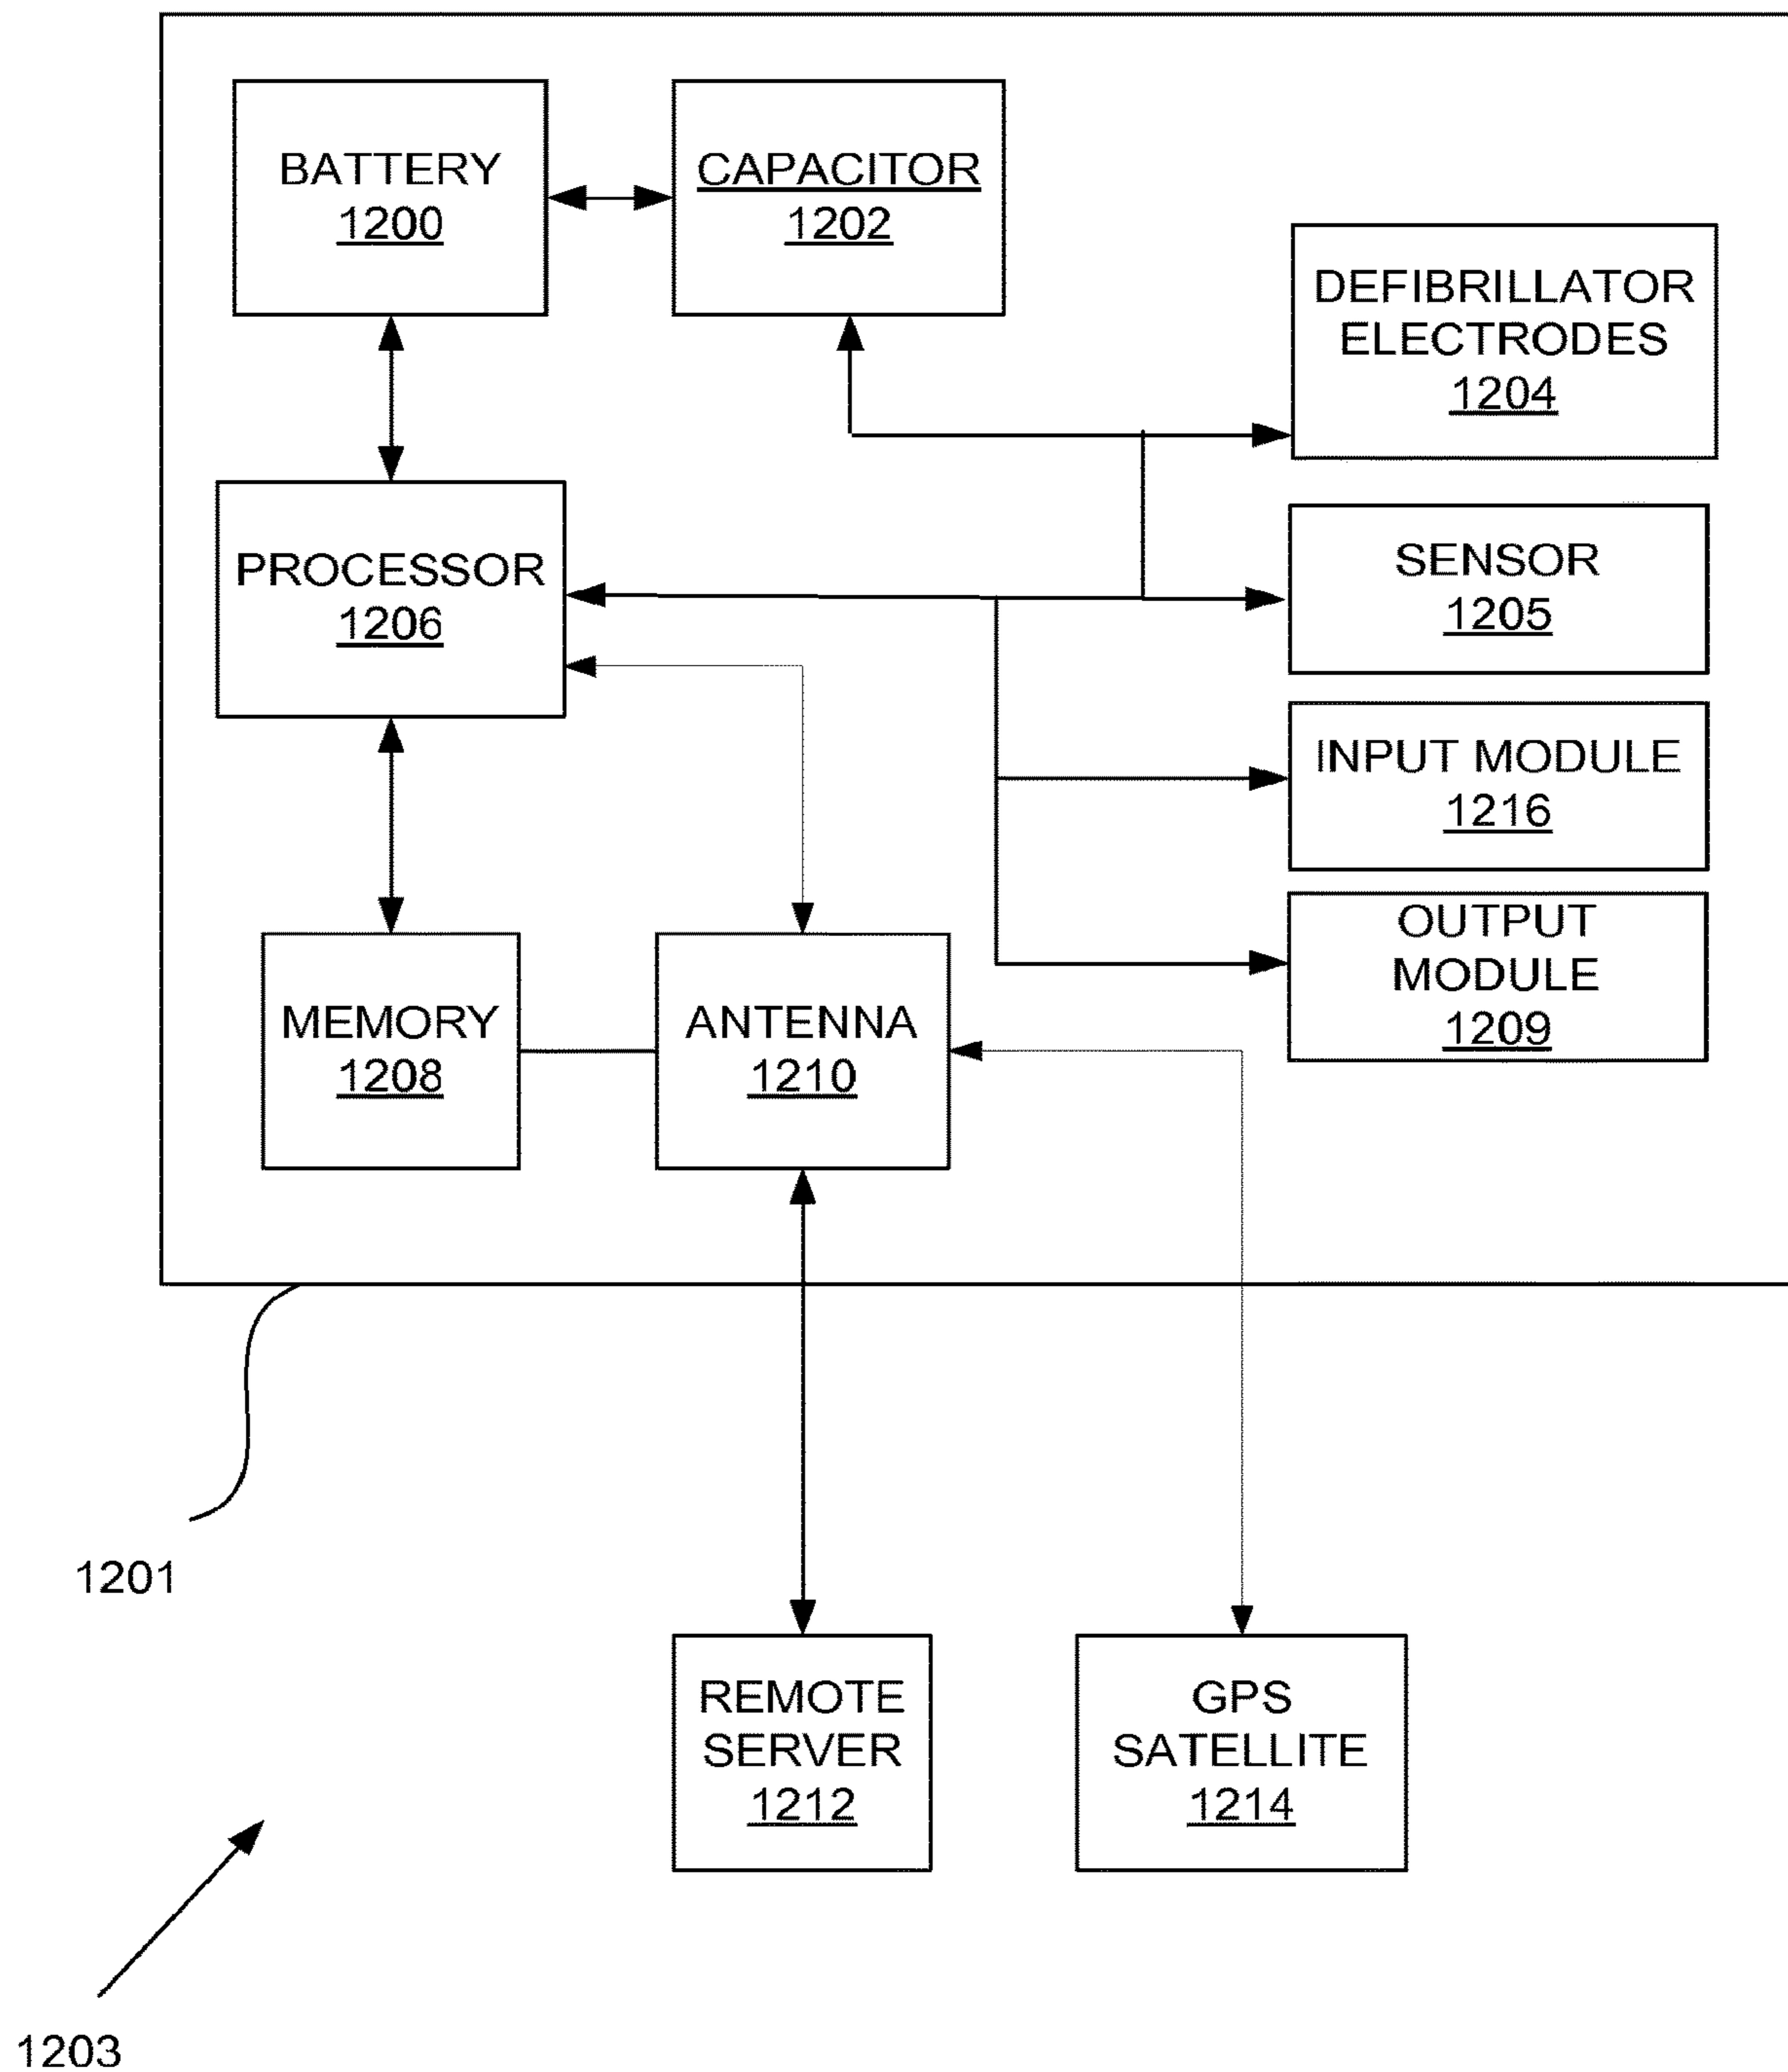 BATTERY
1200
CAPACITOR
1202
DEFIBRILLATOR
ELECTRODES
1204
PROCESSOR
1206
SENSOR
1205
INPUT MODULE
1216
OUTPUT
MODULE
1209
MEMORY
1208
ANTENNA
1210
1201
REMOTE
SERVER
1212
GPS
SATELLITE
1214
1203